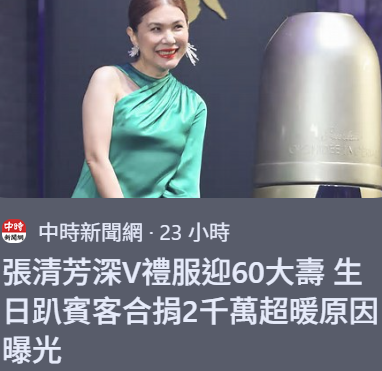 中時
新聞網
中時新聞網 · 23 小時
張清芳深V禮服迎60大壽 生
日趴賓客合捐2千萬超暖原因
曝光